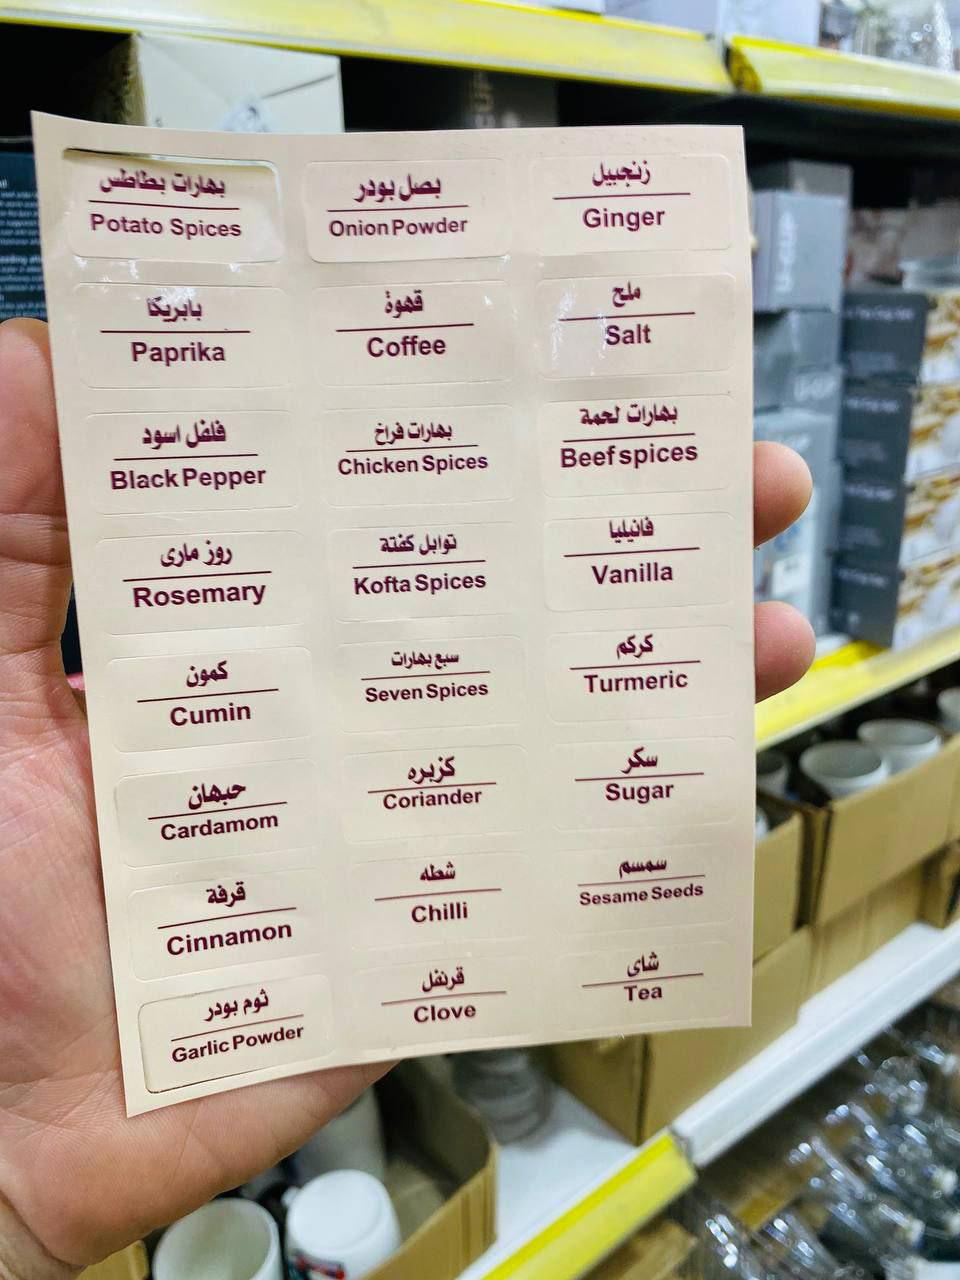 بهارات بطاطس
Potato Spices
بصل بودر
Onion Powder
زنجبيل
Ginger
بابريكا
Paprika
قهوة
Coffee
ملح
Salt
فلفل اسود
Black Pepper
بهارات فراخ
Chicken Spices
بهارات لحمة
Beef spices
روز مارى
Rosemary
توابل كفتة
Kofta Spices
فانيليا
Vanilla
كمون
Cumin
سبع بهارات
Seven Spices
كركم
Turmeric
حبهان
Cardamom
كزبره
Coriander
سكر
Sugar
قرفة
Cinnamon
شطه
Chilli
سمسم
Sesame Seeds
ثوم بودر
Garlic Powder
قرنفل
Clove
شاى
Tea